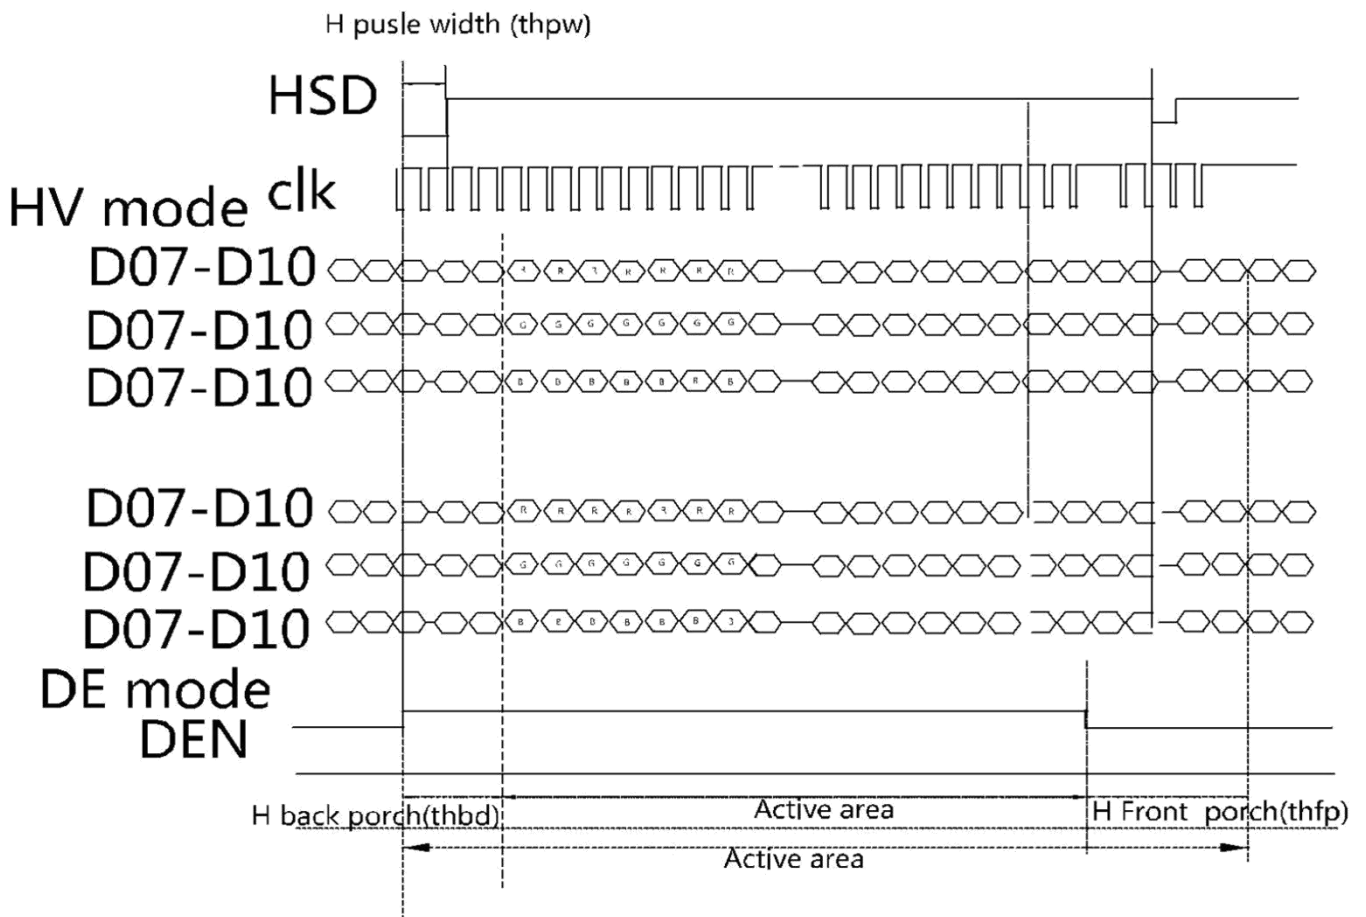 H pusle width (thpw)
HSD
clk
HV mode
D07-D10
R R R R R R
D07-D10
G G G G G G G
D07-D10
B B B B B R B
D07-D10
R R R R R R R
D07-D10
G G G G G G G
D07-D10
B B B B B
DE mode
DEN
H back porch(thbd)
Active area
H Front porch(thfp)
Active area